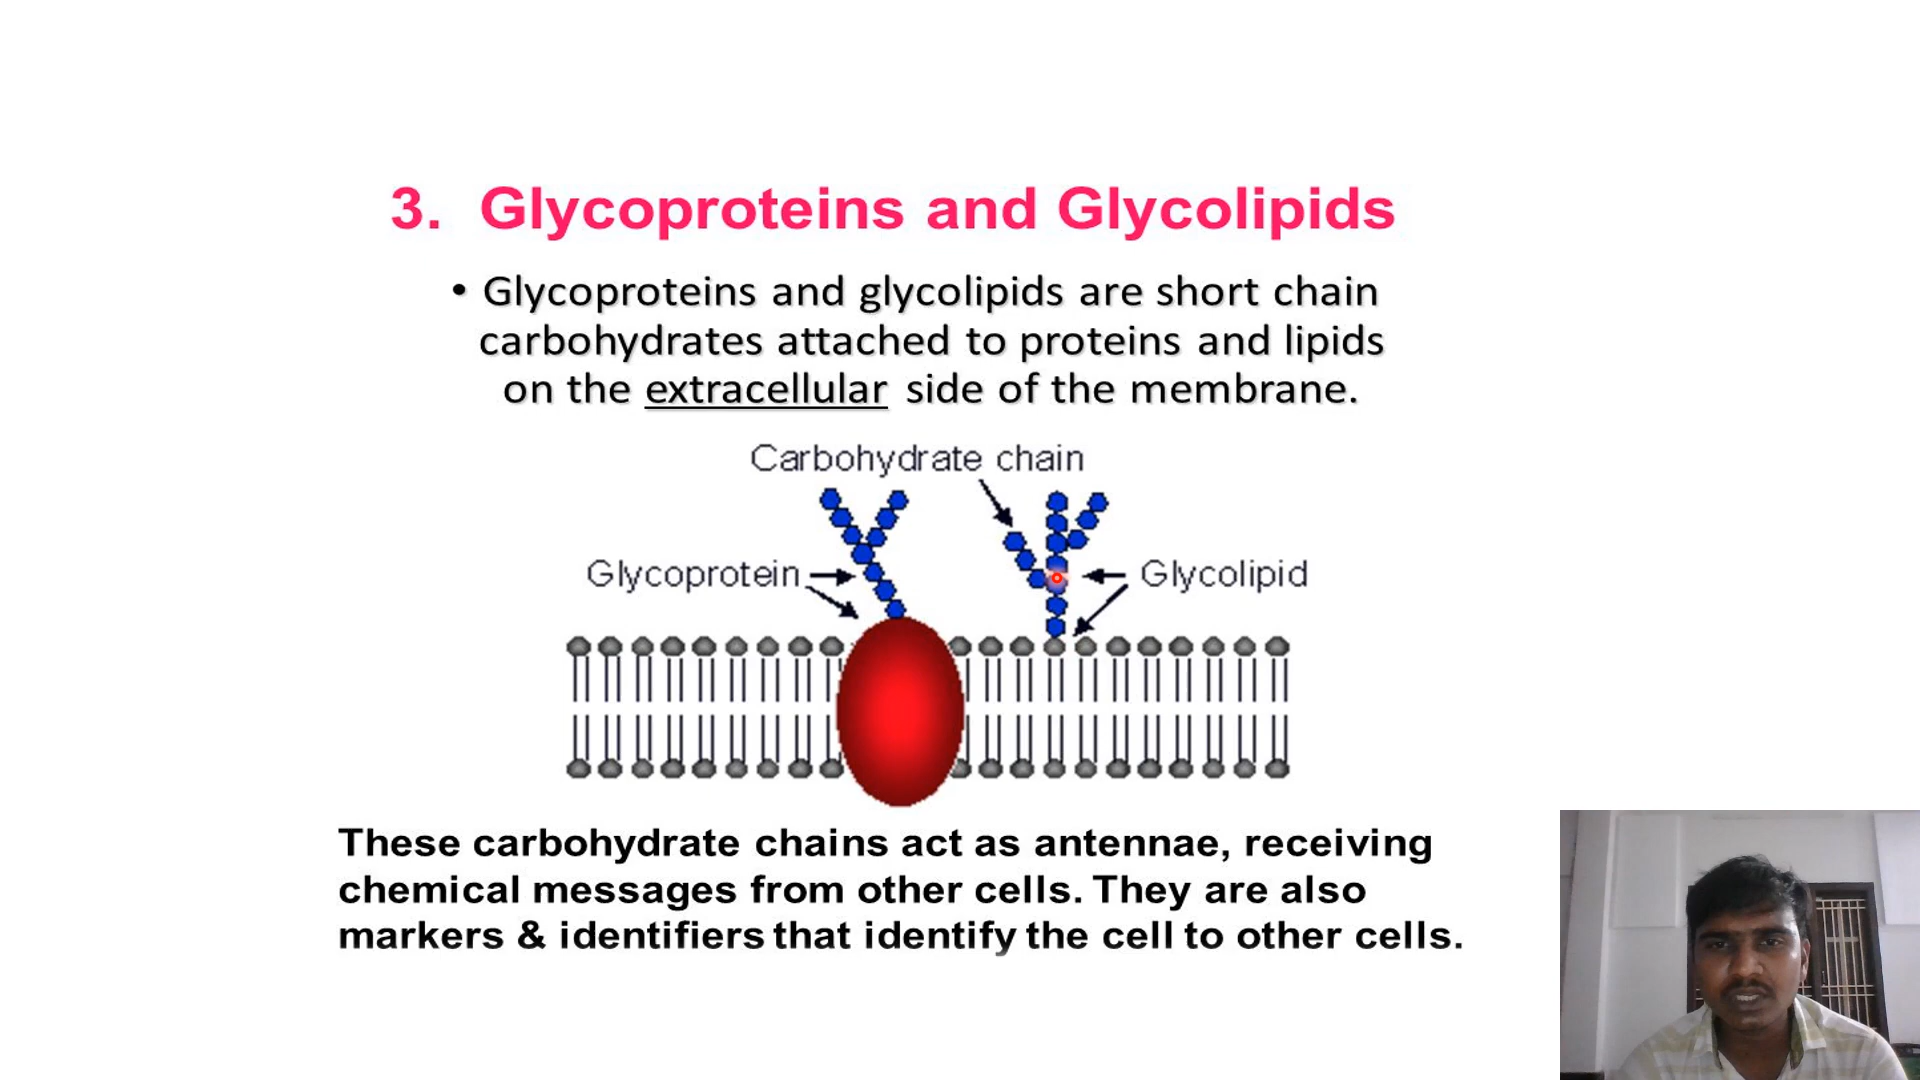 3. Glycoproteins and Glycolipids
• Glycoproteins and glycolipids are short chain
carbohydrates attached to proteins and lipids
on the extracellular side of the membrane.
Carbohydrate chain
Glycoprotein
Glycolipid
These carbohydrate chains act as antennae, receiving
chemical messages from other cells. They are also
markers & identifiers that identify the cell to other cells.